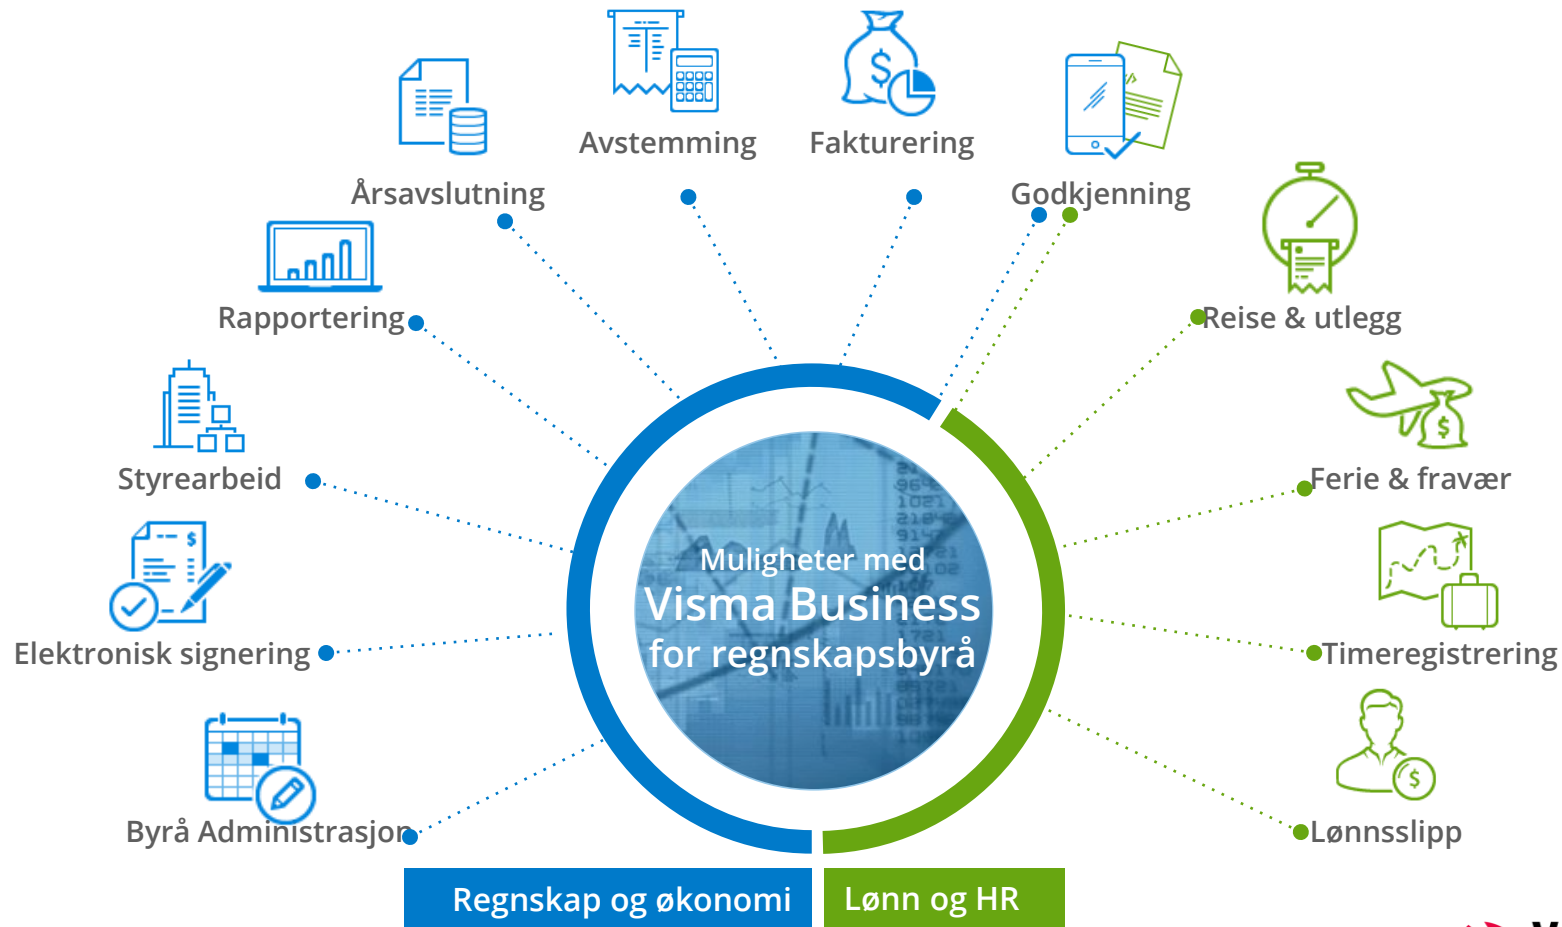 Avstemming
Fakturering
Årsavslutning
Godkjenning
Rapportering
Reise & utlegg
Styrearbeid
Ferie & fravær
Muligheter med
Visma Business
for regnskapsbyrå
Elektronisk signering
Timeregistrering
Byrå Administrasjon
Lønnsslipp
Regnskap og økonomi
Lønn og HR